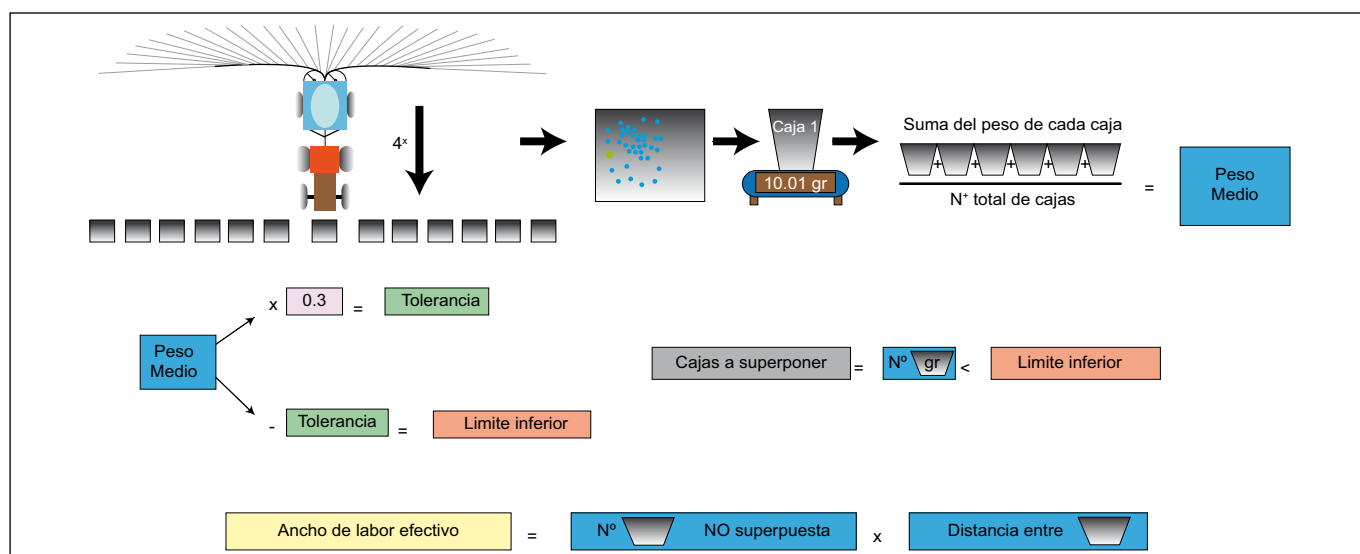 4x
Caja 1
10.01 gr
Suma del peso de cada caja
+ + + + +
N+ total de cajas
=
Peso
Medio
x 0.3 = Tolerancia
Peso
Medio
- Tolerancia = Limite inferior
Cajas a superponer = Nº gr < Limite inferior
Ancho de labor efectivo = Nº NO superpuesta x Distancia entre